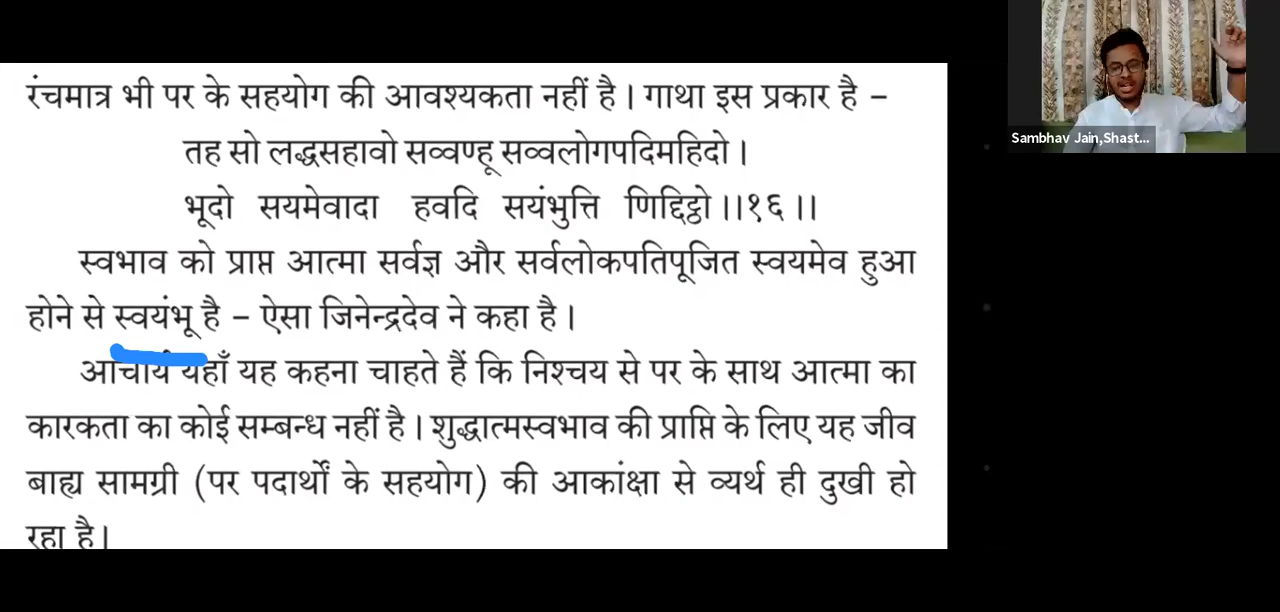 रंचमात्र भी पर के सहयोग की आवश्यकता नहीं है। गाथा इस प्रकार है –
तह सो लद्धसहावो सव्वण्हू सव्वलोगपदिमहिदो।
भूदो सयमेवादा हवदि सयंभुत्ति णिद्दिट्ठो।।१६।।
स्वभाव को प्राप्त आत्मा सर्वज्ञ और सर्वलोकपतिपूजित स्वयमेव हुआ
होने से स्वयंभू है – ऐसा जिनेन्द्रदेव ने कहा है।
आचार्य यहाँ यह कहना चाहते हैं कि निश्चय से पर के साथ आत्मा का
कारकता का कोई सम्बन्ध नहीं है। शुद्धात्मस्वभाव की प्राप्ति के लिए यह जीव
बाह्य सामग्री (पर पदार्थों के सहयोग) की आकांक्षा से व्यर्थ ही दुखी हो
रहा है।
Sambhav Jain,Shast...